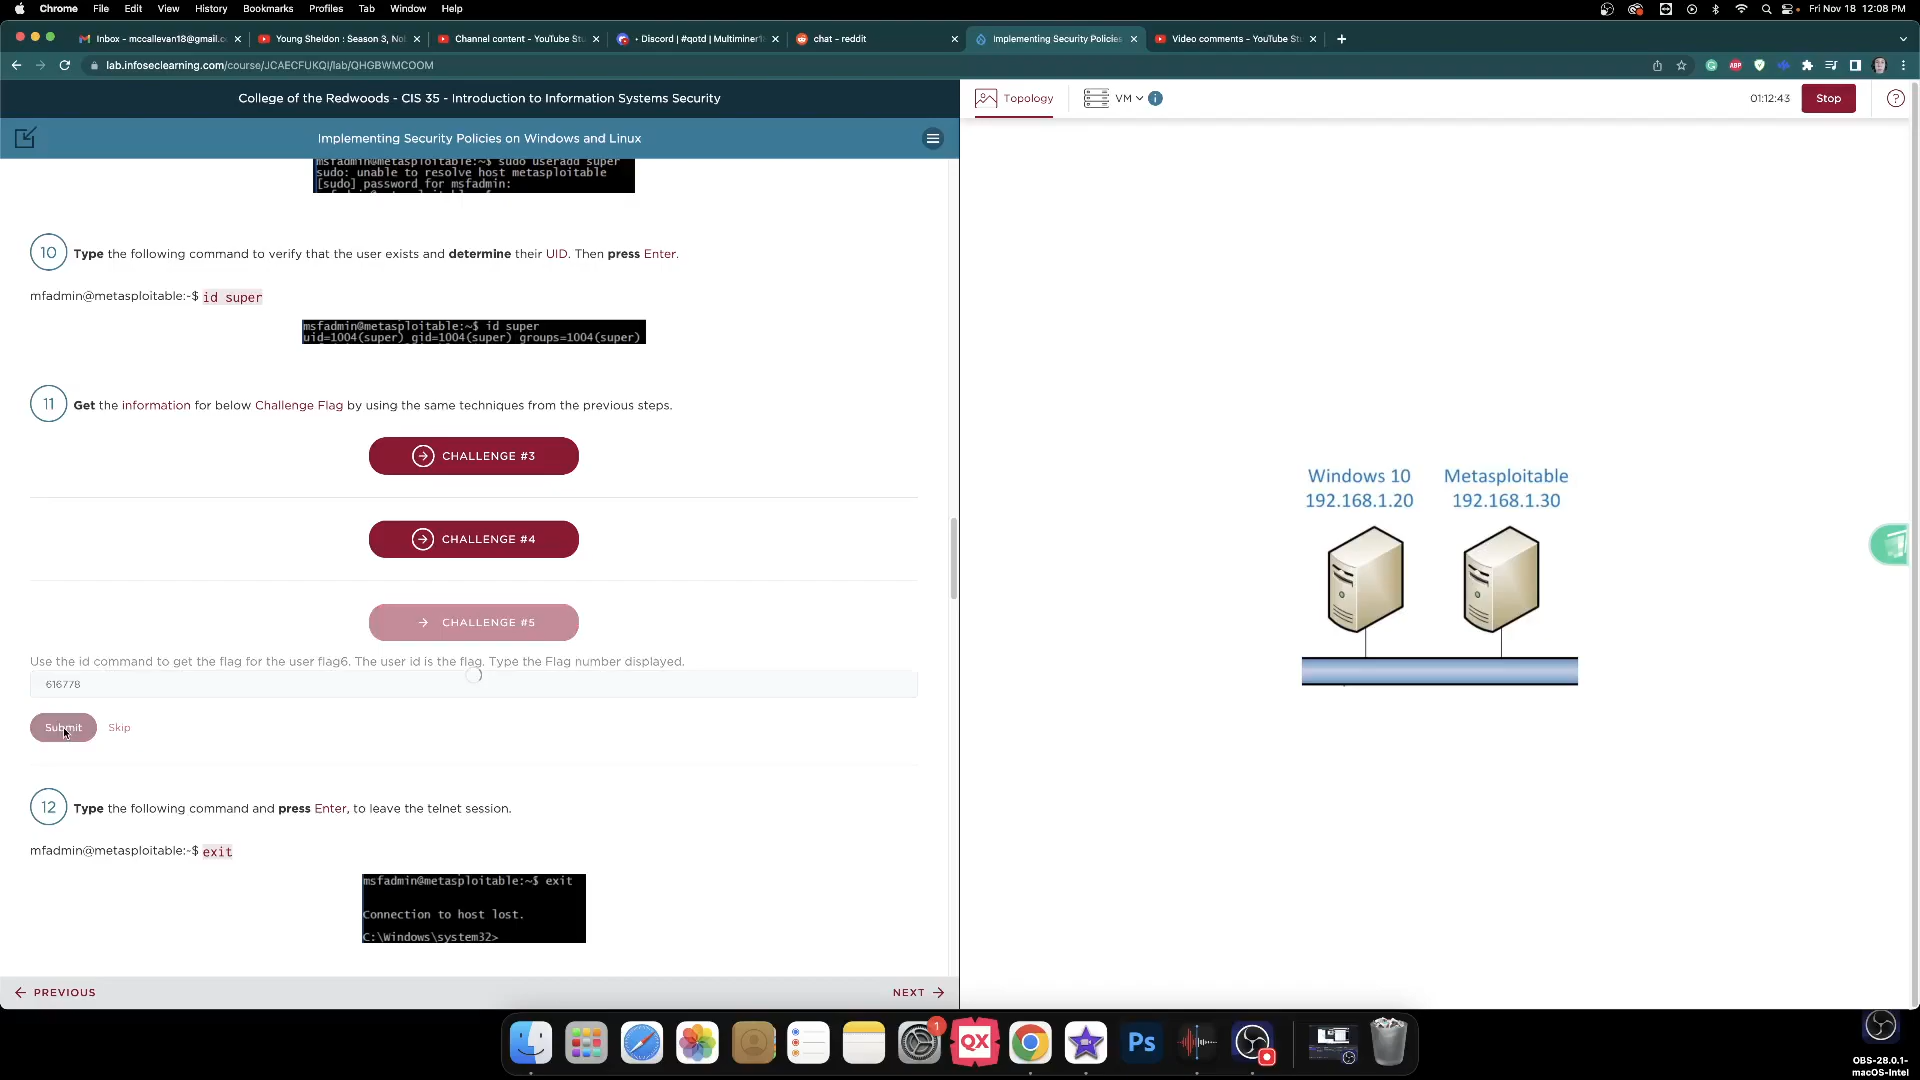 Chrome File Edit View History Bookmarks Profiles Tab Window Help
Fri Nov 18 12:08 PM
Inbox - mccallevan18@gmail.c
Young Sheldon : Season 3, No
Channel content - YouTube St
• Discord | #qotd | Multiminer1
chat - reddit
Implementing Security Policies
Video comments - YouTube St
lab.infoseclearning.com/course/JCAECFUKQI/lab/QHGBWMCOOM
ABP
College of the Redwoods - CIS 35 - Introduction to Information Systems Security
Topology
VM
01:12:43
Stop
Implementing Security Policies on Windows and Linux
msfadmin@metasploitable:~$ sudo useradd super
sudo: unable to resolve host metasploitable
[sudo] password for msfadmin:
10 Type the following command to verify that the user exists and determine their UID. Then press Enter.
mfadmin@metasploitable:~$ id super
msfadmin@metasploitable:~$ id super
uid=1004(super) gid=1004(super) groups=1004(super)
11 Get the information for below Challenge Flag by using the same techniques from the previous steps.
CHALLENGE #3
CHALLENGE #4
CHALLENGE #5
Use the id command to get the flag for the user flag6. The user id is the flag. Type the Flag number displayed.
616778
Submit Skip
12 Type the following command and press Enter, to leave the telnet session.
mfadmin@metasploitable:~$ exit
msfadmin@metasploitable:~$ exit
Connection to host lost.
C:\Windows\system32>
PREVIOUS
NEXT
Windows 10
192.168.1.20
Metasploitable
192.168.1.30
1
QX
Ps
OBS-28.0.1-
macOS-Intel